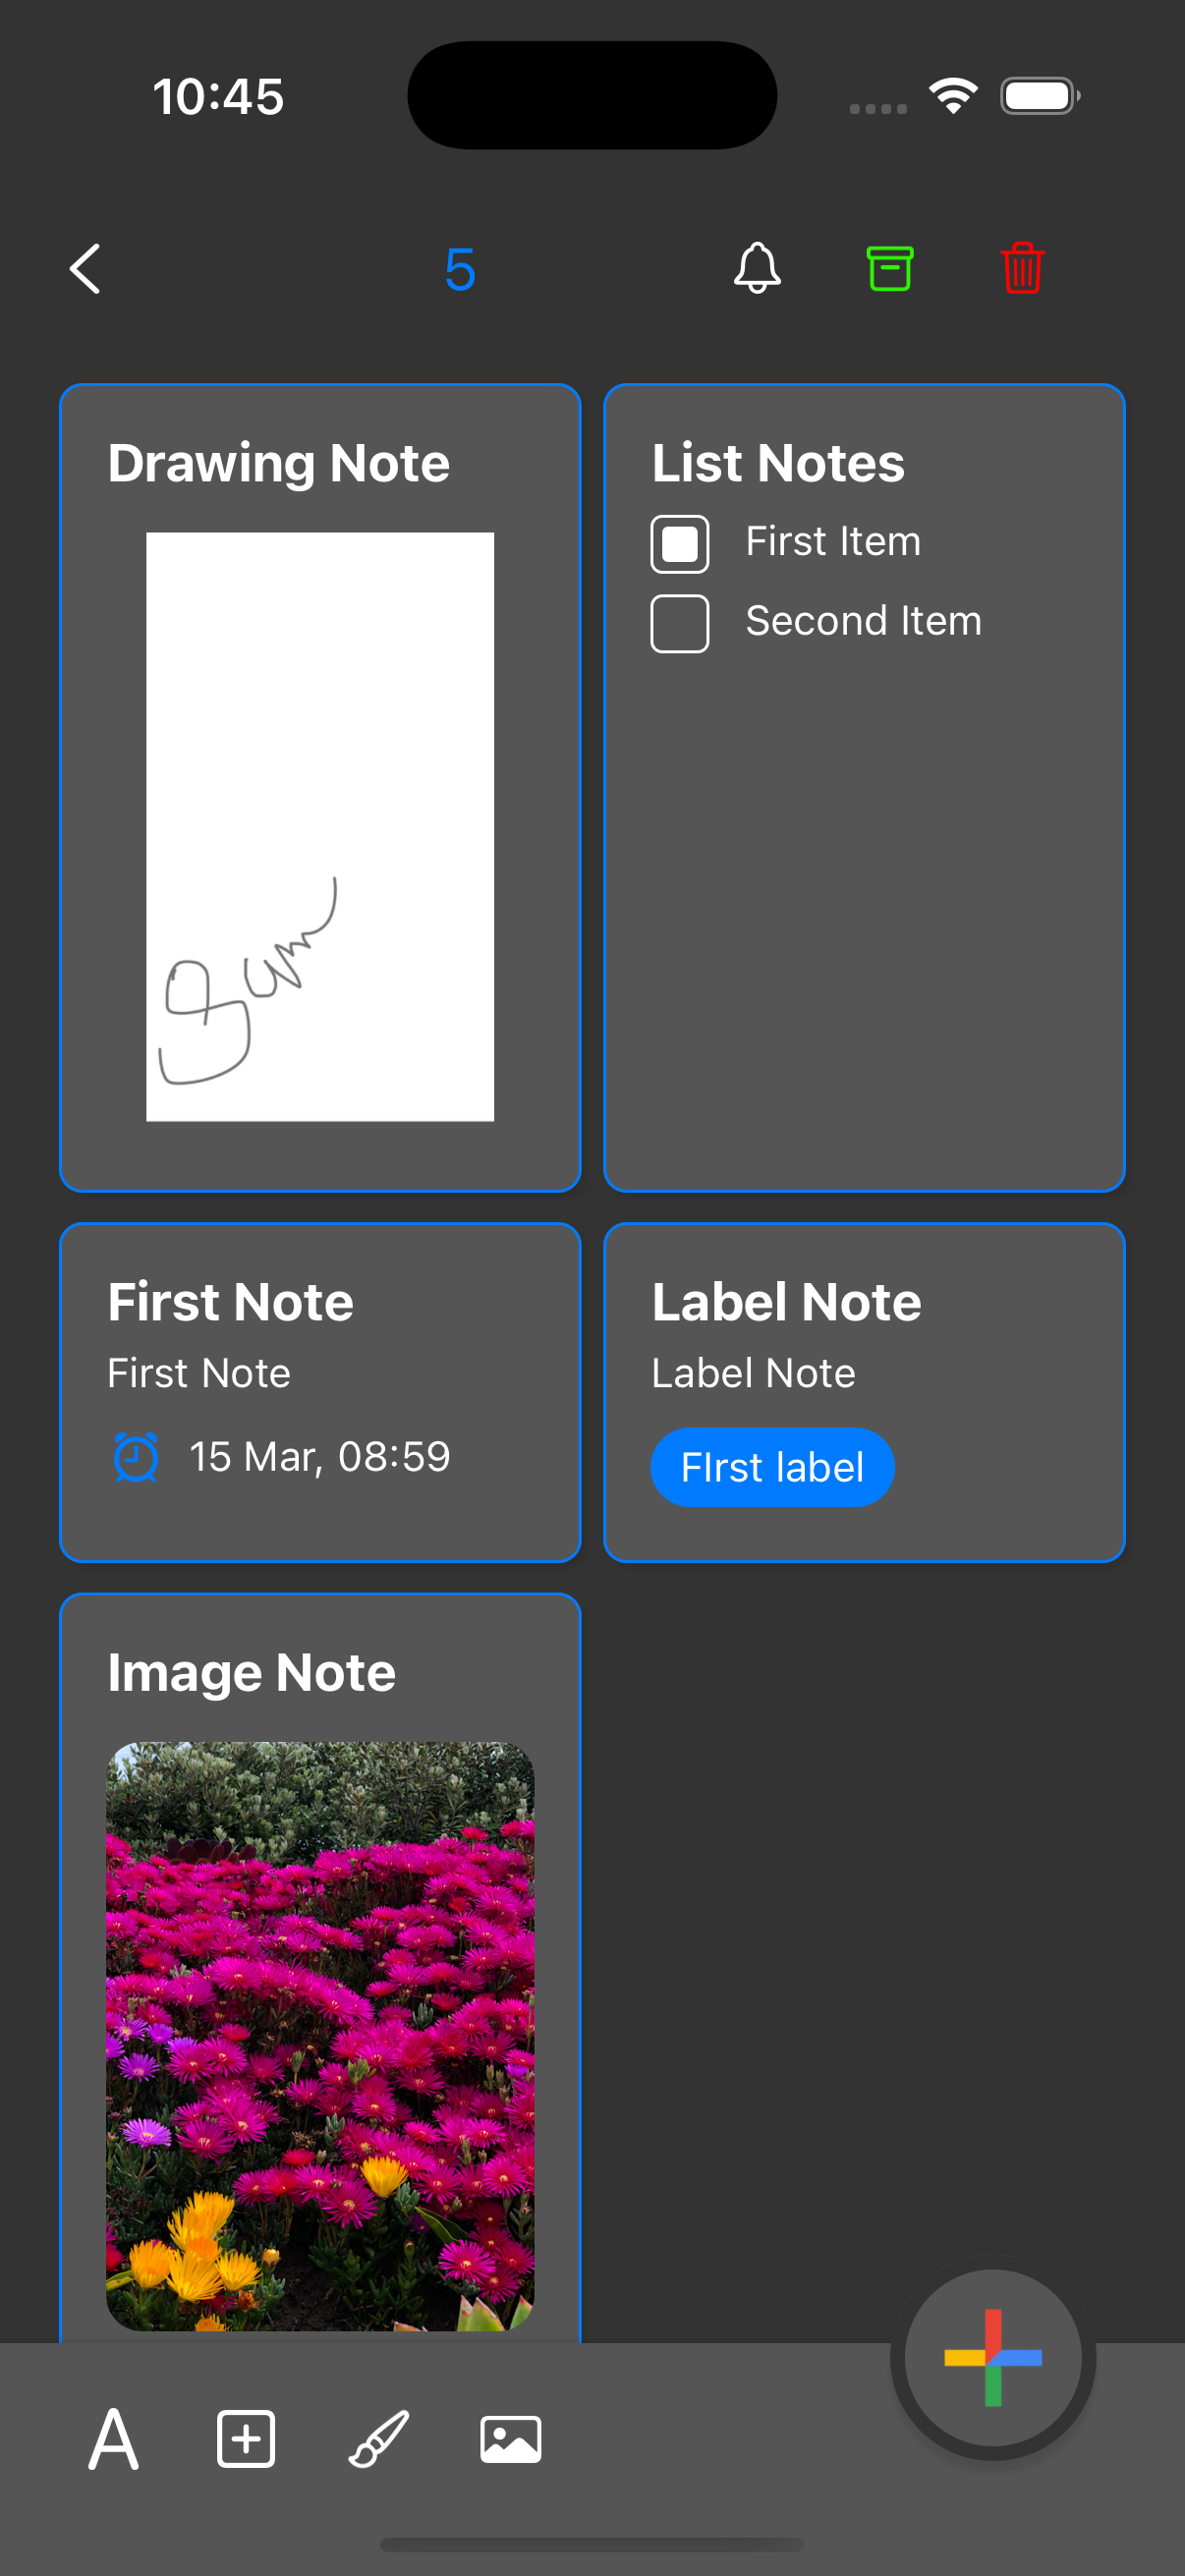 10:45
5
Drawing Note
Sam
List Notes
First Item
Second Item
First Note
First Note
15 Mar, 08:59
Label Note
Label Note
FIrst label
Image Note